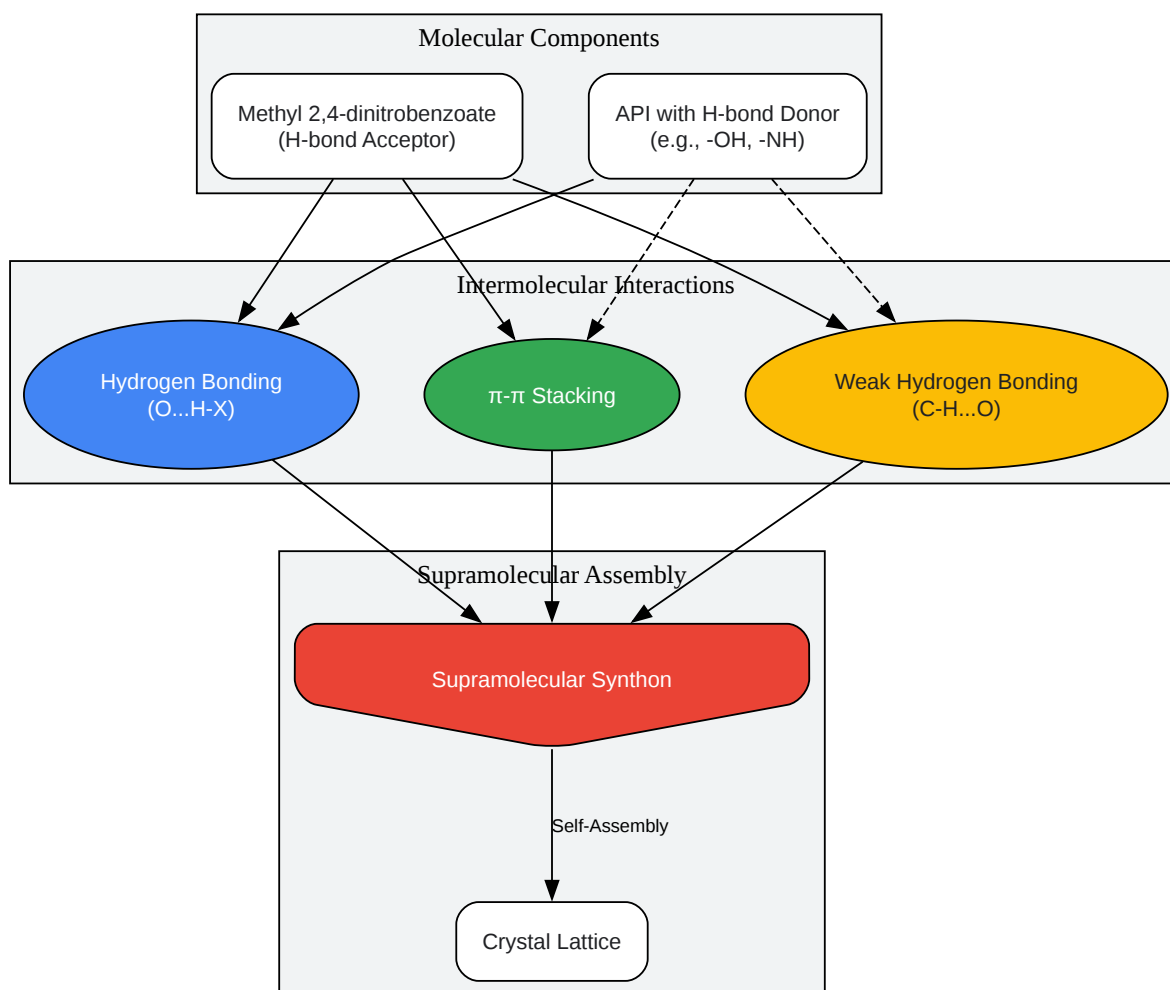 Molecular Components
Methyl 2,4-dinitrobenzoate
(H-bond Acceptor)
API with H-bond Donor
(e.g., -OH, -NH)
Intermolecular Interactions
Hydrogen Bonding
(O...H-X)
π-π Stacking
Weak Hydrogen Bonding
(C-H...O)
Supramolecular Assembly
Supramolecular Synthon
Self-Assembly
Crystal Lattice